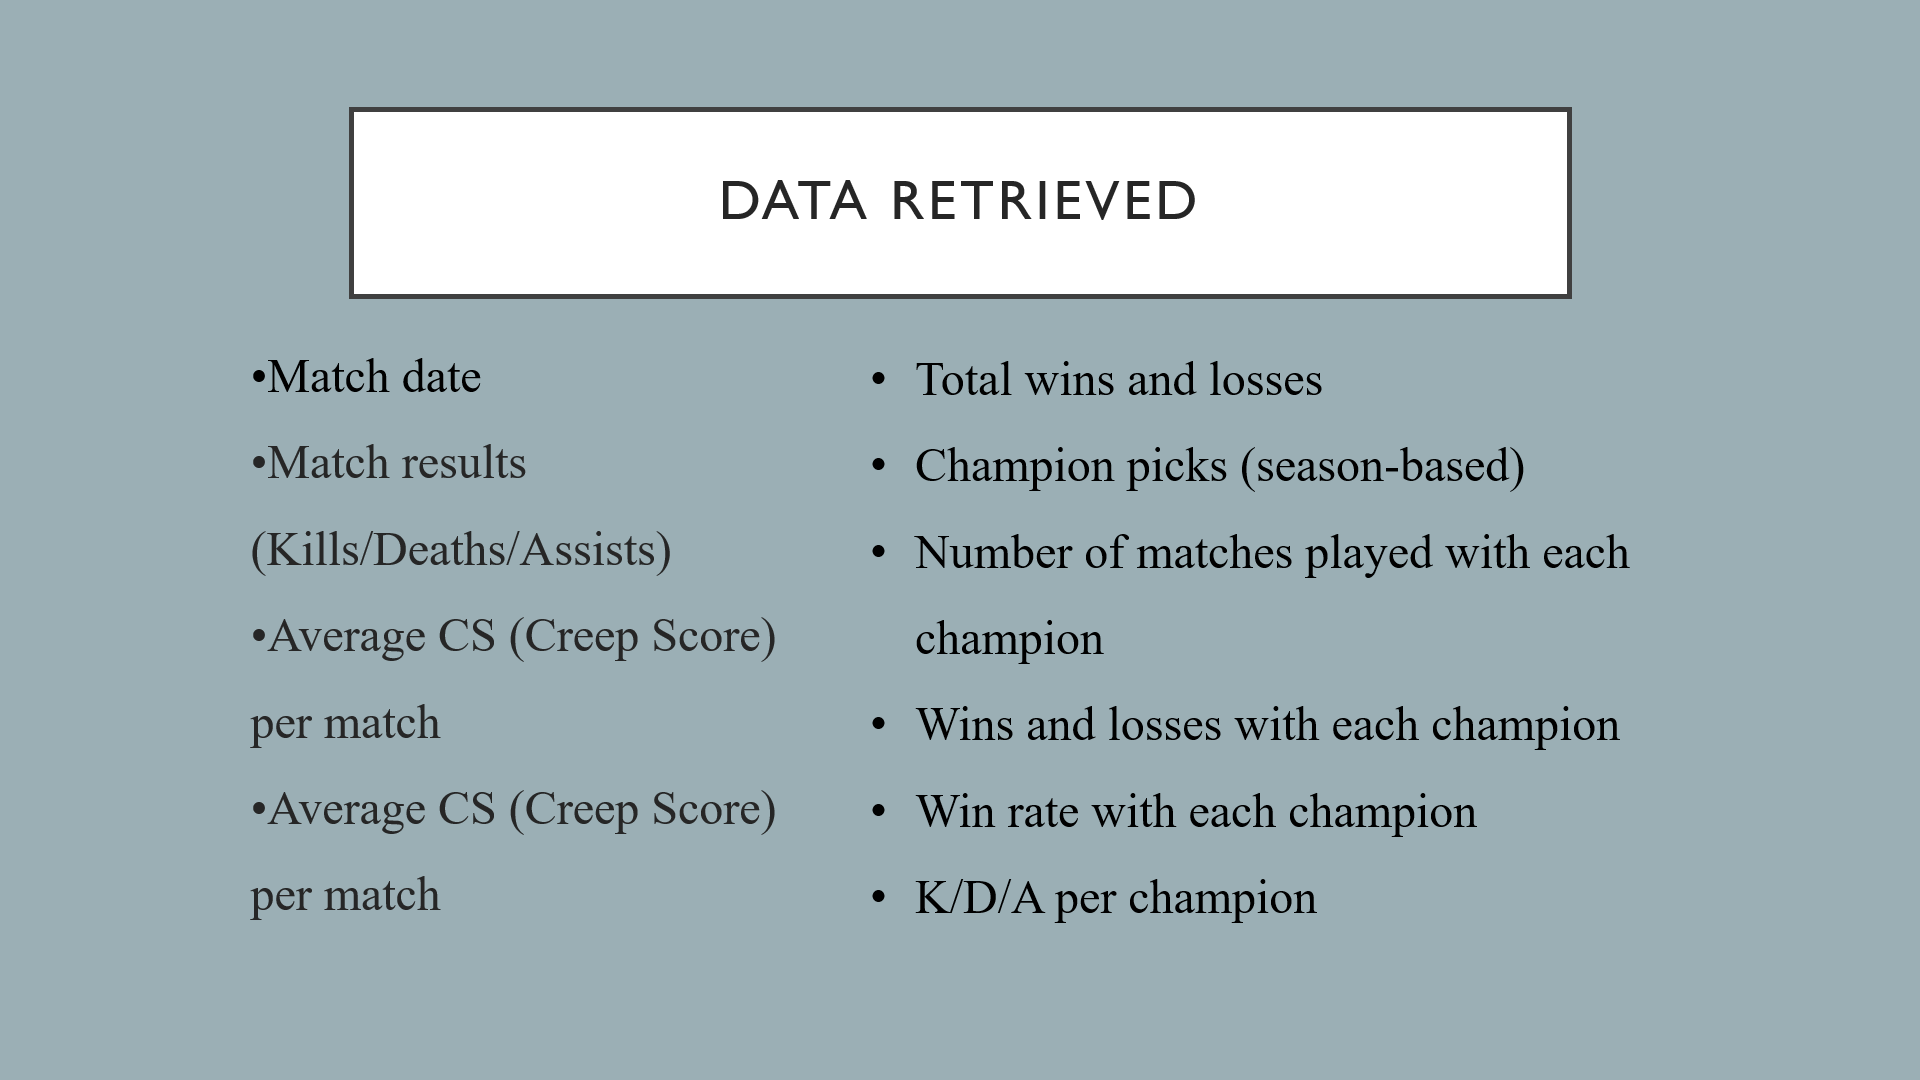 DATA RETRIEVED
•Match date
•Match results
(Kills/Deaths/Assists)
•Average CS (Creep Score)
per match
•Average CS (Creep Score)
per match
• Total wins and losses
• Champion picks (season-based)
• Number of matches played with each
champion
• Wins and losses with each champion
• Win rate with each champion
• K/D/A per champion